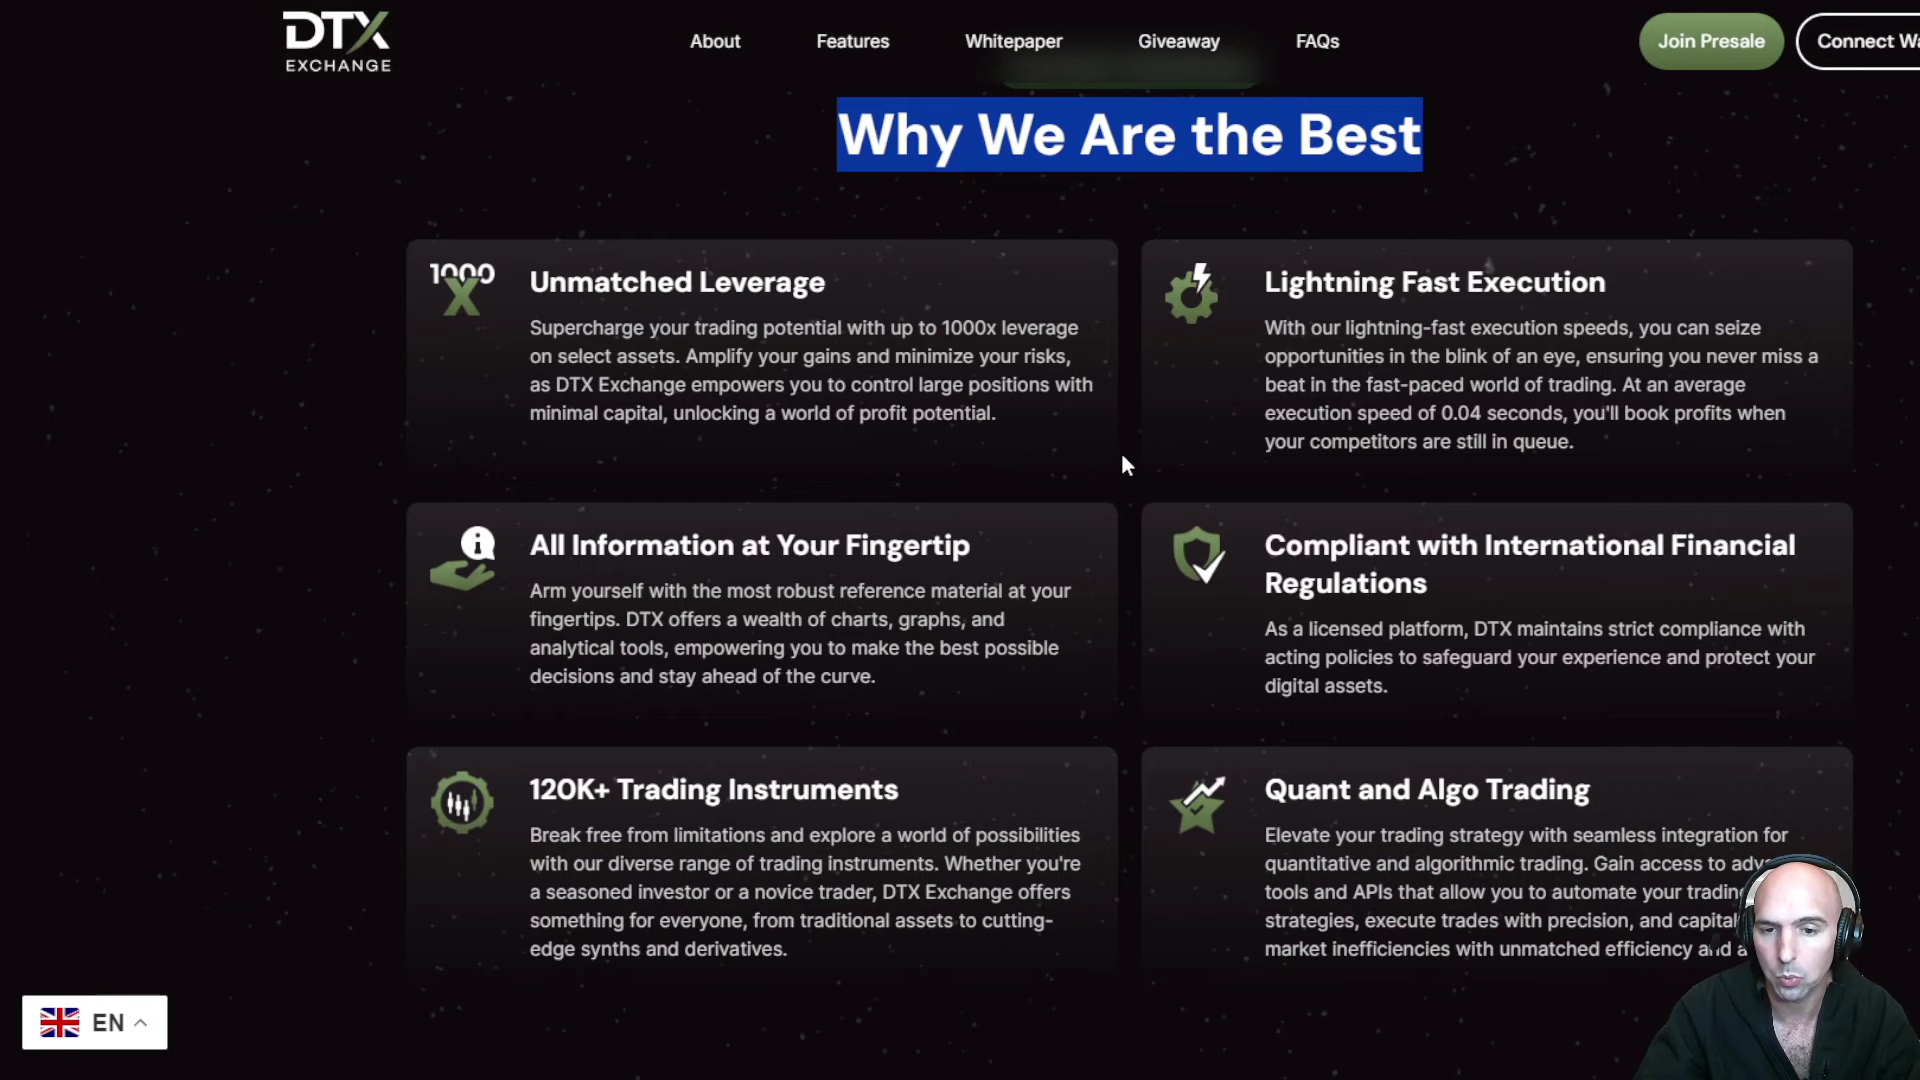 DTX
EXCHANGE
About
Features
Whitepaper
Giveaway
FAQs
Join Presale
Connect
Why We Are the Best
1000
X
Unmatched Leverage
Supercharge your trading potential with up to 1000x leverage
on select assets. Amplify your gains and minimize your risks,
as DTX Exchange empowers you to control large positions with
minimal capital, unlocking a world of profit potential.
Lightning Fast Execution
With our lightning-fast execution speeds, you can seize
opportunities in the blink of an eye, ensuring you never miss a
beat in the fast-paced world of trading. At an average
execution speed of 0.04 seconds, you'll book profits when
your competitors are still in queue.
All Information at Your Fingertip
Arm yourself with the most robust reference material at your
fingertips. DTX offers a wealth of charts, graphs, and
analytical tools, empowering you to make the best possible
decisions and stay ahead of the curve.
Compliant with International Financial
Regulations
As a licensed platform, DTX maintains strict compliance with
acting policies to safeguard your experience and protect your
digital assets.
120K+ Trading Instruments
Break free from limitations and explore a world of possibilities
with our diverse range of trading instruments. Whether you're
a seasoned investor or a novice trader, DTX Exchange offers
something for everyone, from traditional assets to cutting-
edge synths and derivatives.
Quant and Algo Trading
Elevate your trading strategy with seamless integration for
quantitative and algorithmic trading. Gain access to
tools and APIs that allow you to automate your
strategies, execute trades with precision, and
market inefficiencies with unmatched efficiency and
EN